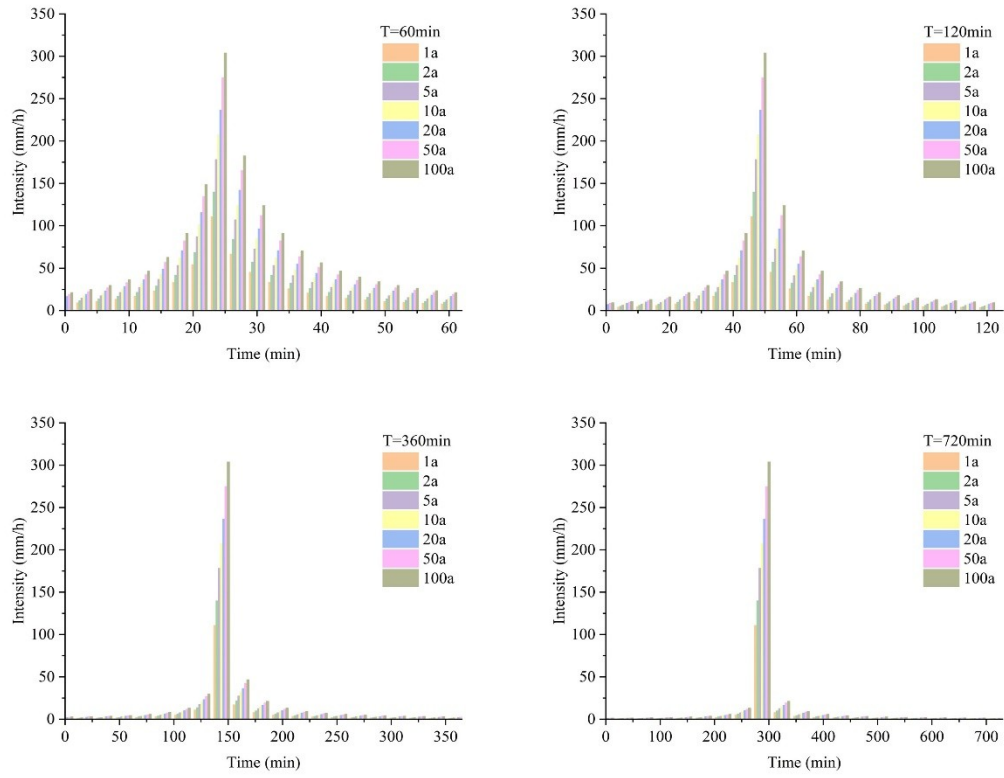 350
300
250
200
150
100
50
0
Intensity (mm/h)
T=60min
1a
2a
5a
10a
20a
50a
100a
0 10 20 30 40 50 60
Time (min)
350
300
250
200
150
100
50
0
Intensity (mm/h)
T=120min
1a
2a
5a
10a
20a
50a
100a
0 20 40 60 80 100 120
Time (min)
350
300
250
200
150
100
50
0
Intensity (mm/h)
T=360min
1a
2a
5a
10a
20a
50a
100a
0 50 100 150 200 250 300 350
Time (min)
350
300
250
200
150
100
50
0
Intensity (mm/h)
T=720min
1a
2a
5a
10a
20a
50a
100a
0 100 200 300 400 500 600 700
Time (min)